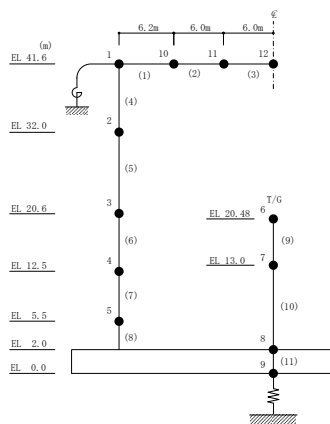 ℄
6.2m 6.0m 6.0m
(m)
EL 41.6 1 10 11 12
(1) (2) (3)
(4)
EL 32.0 2
(5)
EL 20.6 3 T/G
EL 20.48 6
(6) (9)
EL 12.5 4 EL 13.0 7
(7) (10)
EL 5.5 5
(8)
EL 2.0 8
(11)
EL 0.0 9